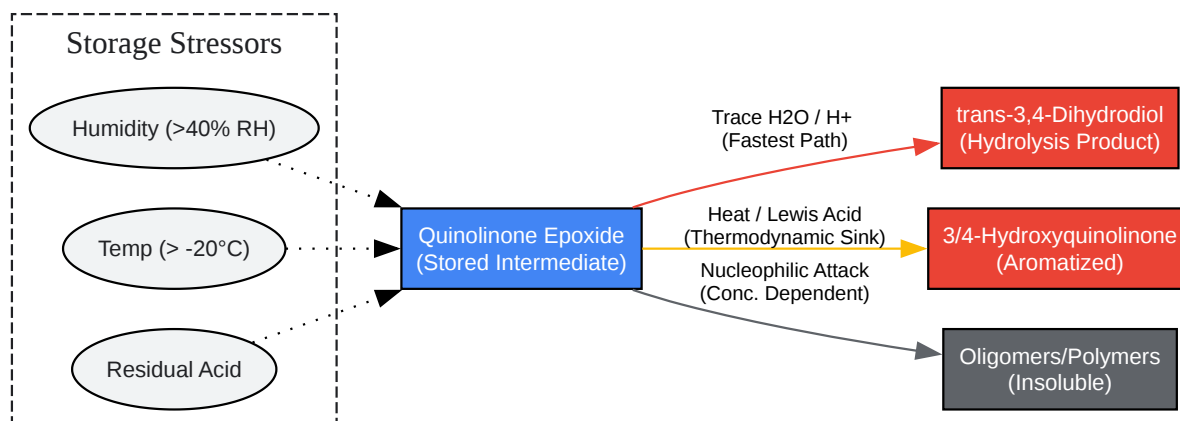 Storage Stressors
Humidity (>40% RH)
Temp (> -20°C)
Residual Acid
Quinolinone Epoxide
(Stored Intermediate)
Trace H2O / H+
(Fastest Path)
Heat / Lewis Acid
(Thermodynamic Sink)
Nucleophilic Attack
(Conc. Dependent)
trans-3,4-Dihydrodiol
(Hydrolysis Product)
3/4-Hydroxyquinolinone
(Aromatized)
Oligomers/Polymers
(Insoluble)